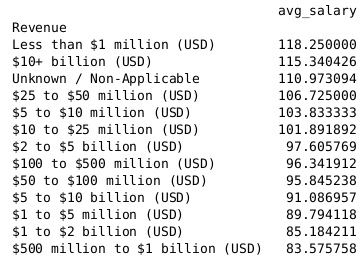 avg_salary
Revenue
Less than $1 million (USD) 118.250000
$10+ billion (USD) 115.340426
Unknown / Non-Applicable 110.973094
$25 to $50 million (USD) 106.725000
$5 to $10 million (USD) 103.833333
$10 to $25 million (USD) 101.891892
$2 to $5 billion (USD) 97.605769
$100 to $500 million (USD) 96.341912
$50 to $100 million (USD) 95.845238
$5 to $10 billion (USD) 91.086957
$1 to $5 million (USD) 89.794118
$1 to $2 billion (USD) 85.184211
$500 million to $1 billion (USD) 83.575758